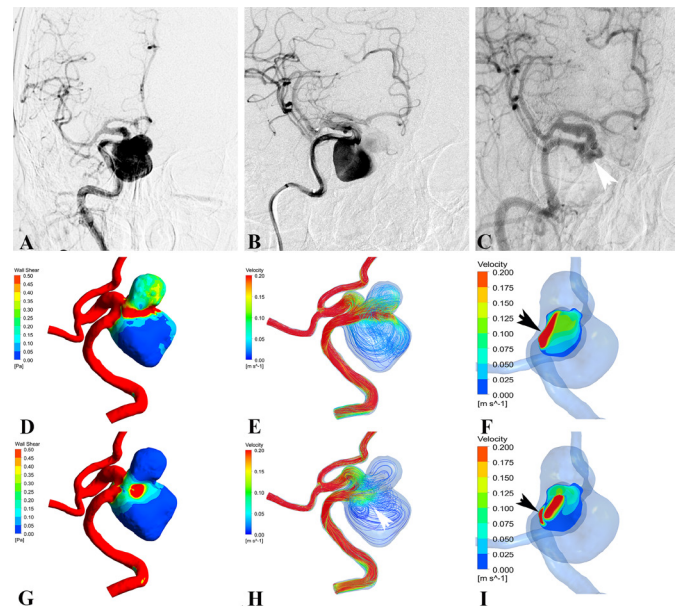 A
B
C
Wall Shear
0.50
0.45
0.40
0.35
0.30
0.25
0.20
0.15
0.10
0.05
0.00
[Pa]
D
Velocity
0.20
0.15
0.10
0.05
0.00
[m s^-1]
E
Velocity
0.200
0.175
0.150
0.125
0.100
0.075
0.050
0.025
0.000
[m s^-1]
F
Wall Shear
0.50
0.45
0.40
0.35
0.30
0.25
0.20
0.15
0.10
0.05
0.00
[Pa]
G
Velocity
0.20
0.15
0.10
0.05
0.00
[m s^-1]
H
Velocity
0.200
0.175
0.150
0.125
0.100
0.075
0.050
0.025
0.000
[m s^-1]
I